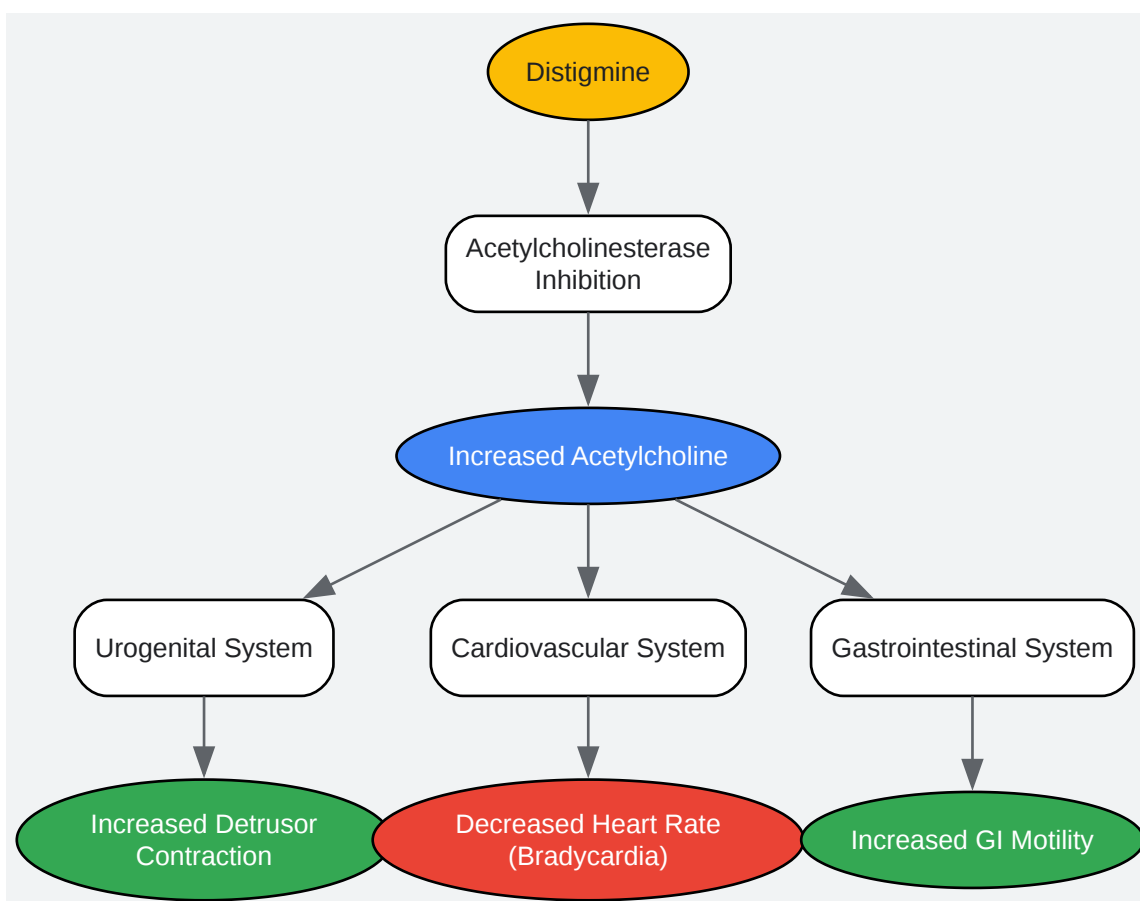 Distigmine
Acetylcholinesterase
Inhibition
Increased Acetylcholine
Urogenital System
Cardiovascular System
Gastrointestinal System
Increased Detrusor
Contraction
Decreased Heart Rate
(Bradycardia)
Increased GI Motility